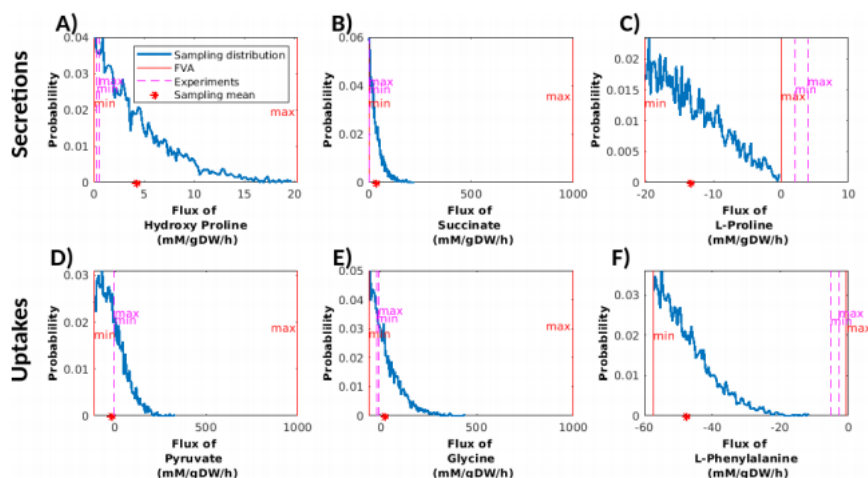 Secretions
A)
Probability
0.04
0.03
0.02
0.01
0
0
5
10
15
20
max
min
min
max
Sampling distribution
FVA
Experiments
Sampling mean
Flux of
Hydroxy Proline
(mM/gDW/h)
B)
Probability
0.06
0.04
0.02
0
0
500
1000
max
min
min
max
Flux of
Succinate
(mM/gDW/h)
C)
Probability
0.02
0.015
0.01
0.005
0
-20
-10
0
10
max
min
min
max
Flux of
L-Proline
(mM/gDW/h)
Uptakes
D)
Probability
0.03
0.02
0.01
0
0
500
1000
max
min
min
max
Flux of
Pyruvate
(mM/gDW/h)
E)
Probability
0.05
0.04
0.03
0.02
0.01
0
0
500
1000
max
min
min
max
Flux of
Glycine
(mM/gDW/h)
F)
Probability
0.03
0.02
0.01
0
-60
-40
-20
0
max
min
min
max
Flux of
L-Phenylalanine
(mM/gDW/h)